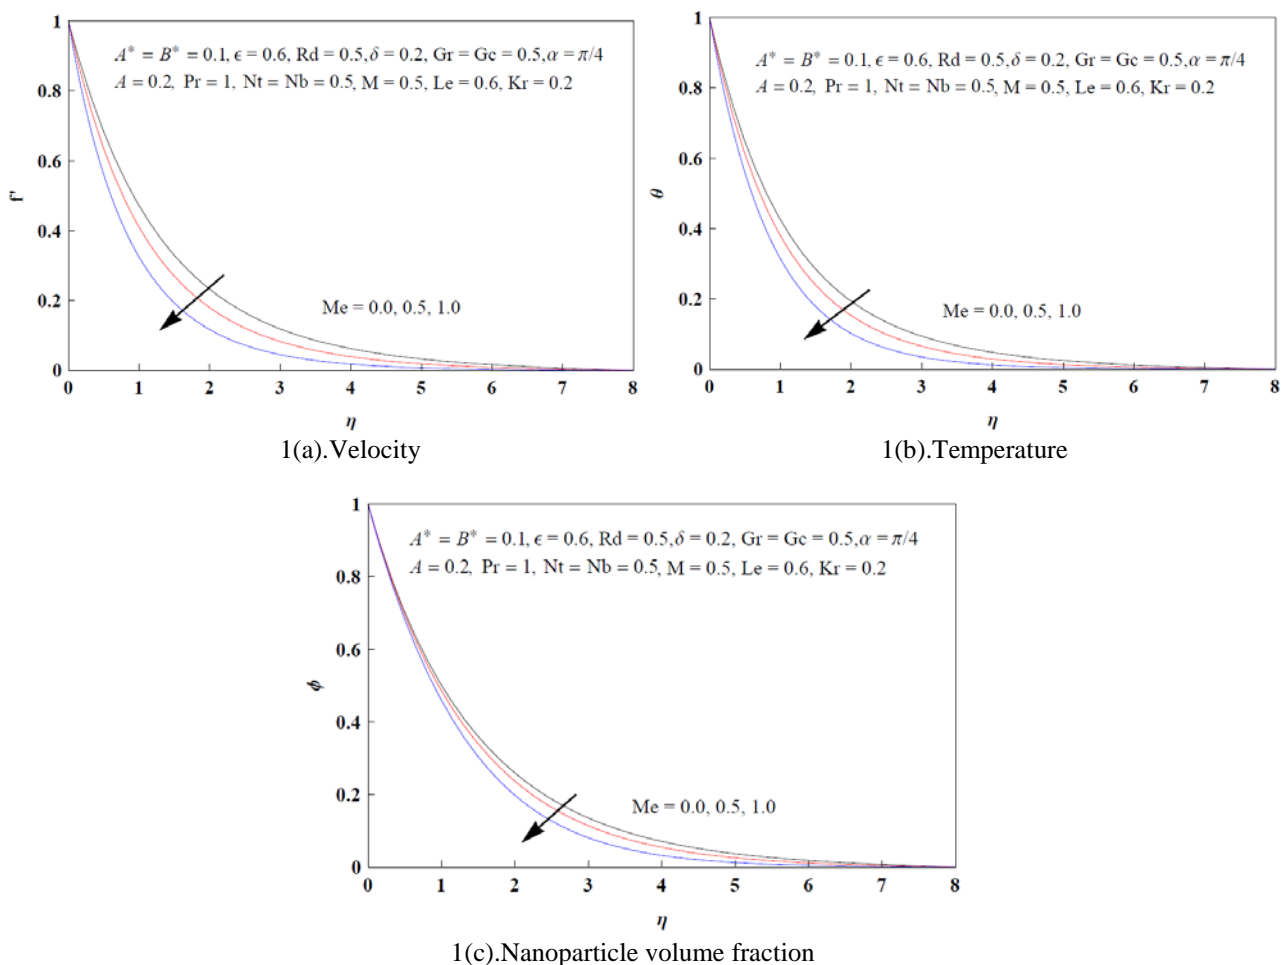 1
0.8
0.6
0.4
0.2
0
f'
A* = B* = 0.1, ϵ = 0.6, Rd = 0.5, δ = 0.2, Gr = Gc = 0.5, α = π/4
A = 0.2, Pr = 1, Nt = Nb = 0.5, M = 0.5, Le = 0.6, Kr = 0.2
Me = 0.0, 0.5, 1.0
0 1 2 3 4 5 6 7 8
η
1(a).Velocity
1
0.8
0.6
0.4
0.2
0
θ
A* = B* = 0.1, ϵ = 0.6, Rd = 0.5, δ = 0.2, Gr = Gc = 0.5, α = π/4
A = 0.2, Pr = 1, Nt = Nb = 0.5, M = 0.5, Le = 0.6, Kr = 0.2
Me = 0.0, 0.5, 1.0
0 1 2 3 4 5 6 7 8
η
1(b).Temperature
1
0.8
0.6
0.4
0.2
0
ϕ
A* = B* = 0.1, ϵ = 0.6, Rd = 0.5, δ = 0.2, Gr = Gc = 0.5, α = π/4
A = 0.2, Pr = 1, Nt = Nb = 0.5, M = 0.5, Le = 0.6, Kr = 0.2
Me = 0.0, 0.5, 1.0
0 1 2 3 4 5 6 7 8
η
1(c).Nanoparticle volume fraction